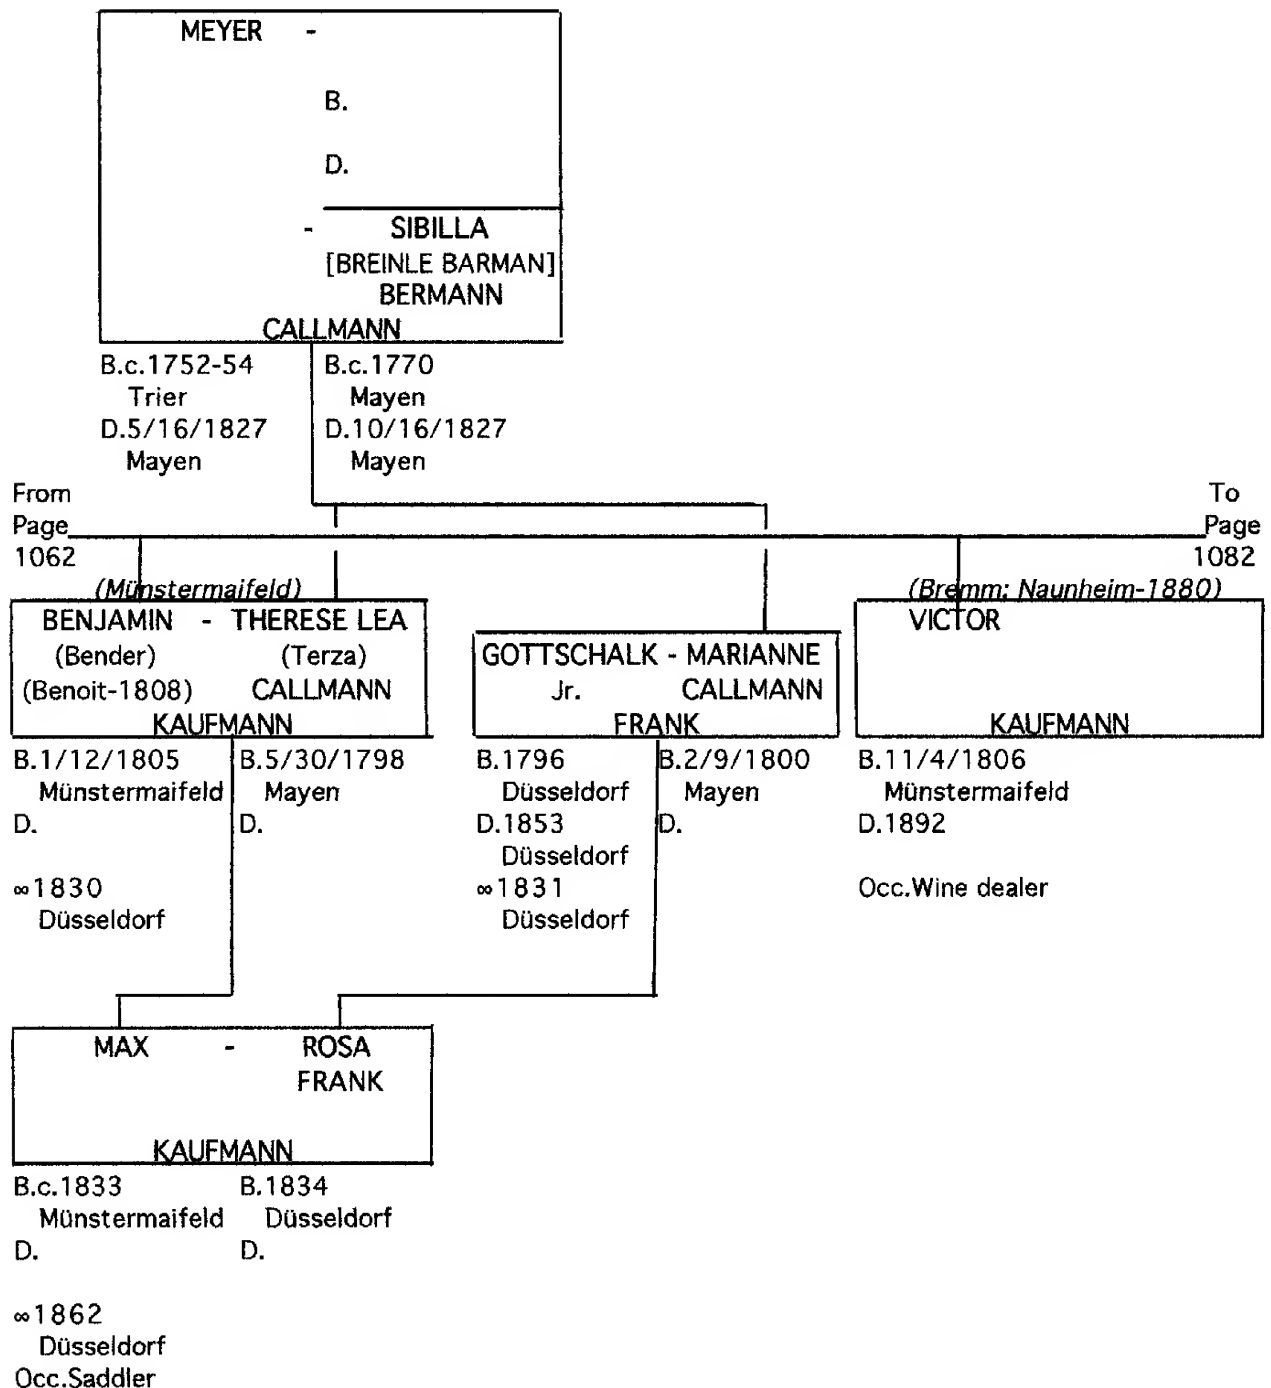 MEYER -
B.
D.
- SIBILLA
[BREINLE BARMAN]
BERMANN
CALLMANN
B.c.1752-54 B.c.1770
Trier Mayen
D.5/16/1827 D.10/16/1827
Mayen Mayen
From To
Page Page
1062 1082
(Münstermaifeld) (Bremm; Naunheim-1880)
BENJAMIN - THERESE LEA VICTOR
(Bender) (Terza) GOTTSCHALK - MARIANNE
(Benoit-1808) CALLMANN Jr. CALLMANN
KAUFMANN FRANK KAUFMANN
B.1/12/1805 B.5/30/1798 B.1796 B.2/9/1800 B.11/4/1806
Münstermaifeld Mayen Düsseldorf Mayen Münstermaifeld
D. D. D.1853 D. D.1892
Düsseldorf
∞1830 ∞1831 Occ.Wine dealer
Düsseldorf Düsseldorf
MAX - ROSA
FRANK
KAUFMANN
B.c.1833 B.1834
Münstermaifeld Düsseldorf
D. D.
∞1862
Düsseldorf
Occ.Saddler